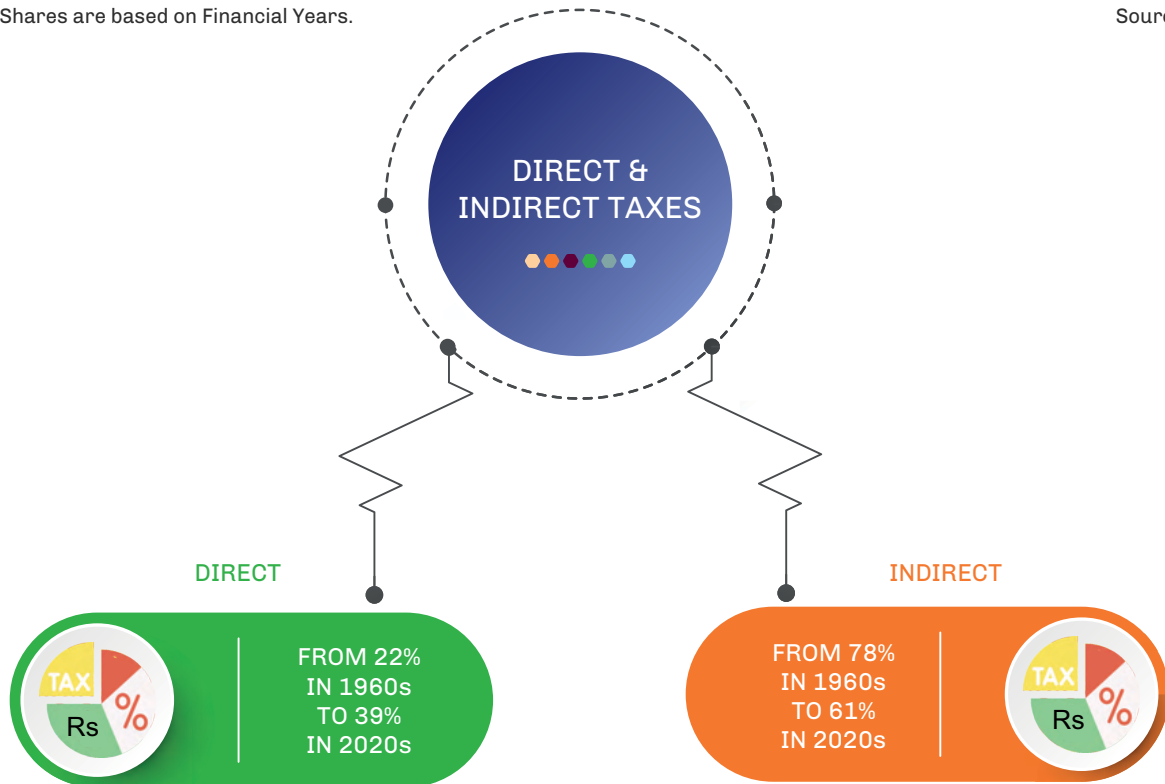 Shares are based on Financial Years.
DIRECT &
INDIRECT TAXES
DIRECT
TAX
%
Rs
FROM 22%
IN 1960s
TO 39%
IN 2020s
INDIRECT
FROM 78%
IN 1960s
TO 61%
IN 2020s
TAX
%
Rs